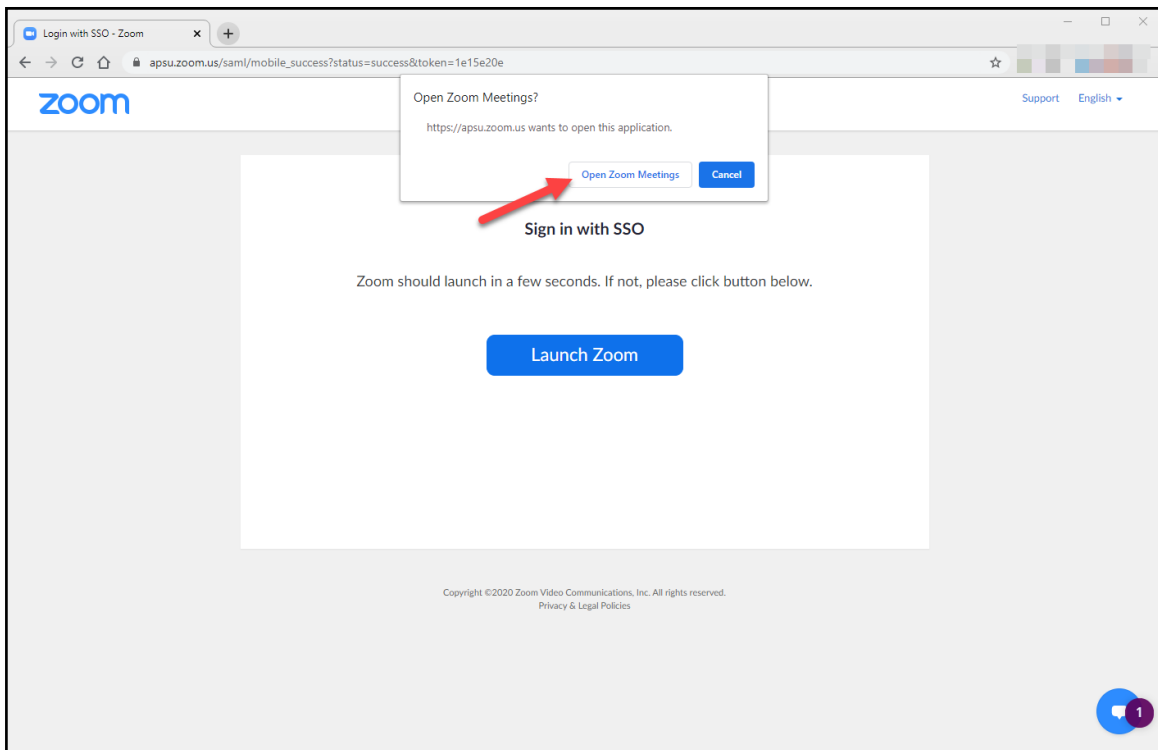 Login with SSO - Zoom
apsu.zoom.us/saml/mobile_success?status=success&token=1e15e20e
zoom
Support English
Open Zoom Meetings?
https://apsu.zoom.us wants to open this application.
Open Zoom Meetings Cancel
Sign in with SSO
Zoom should launch in a few seconds. If not, please click button below.
Launch Zoom
Copyright ©2020 Zoom Video Communications, Inc. All rights reserved.
Privacy & Legal Policies
1